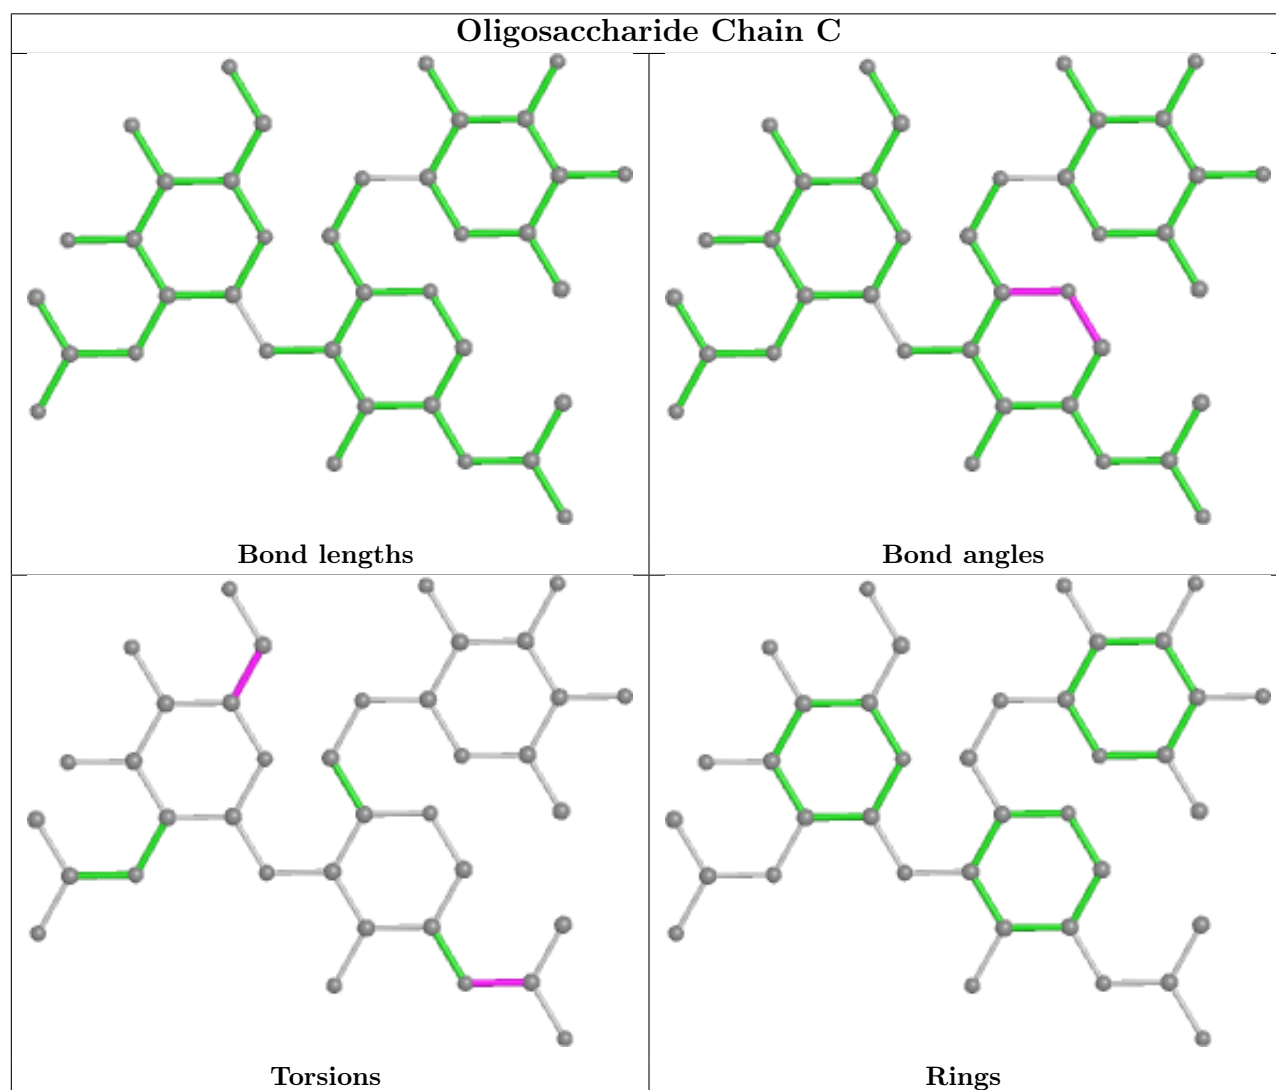 Oligosaccharide Chain C
Bond lengths
Bond angles
Torsions
Rings